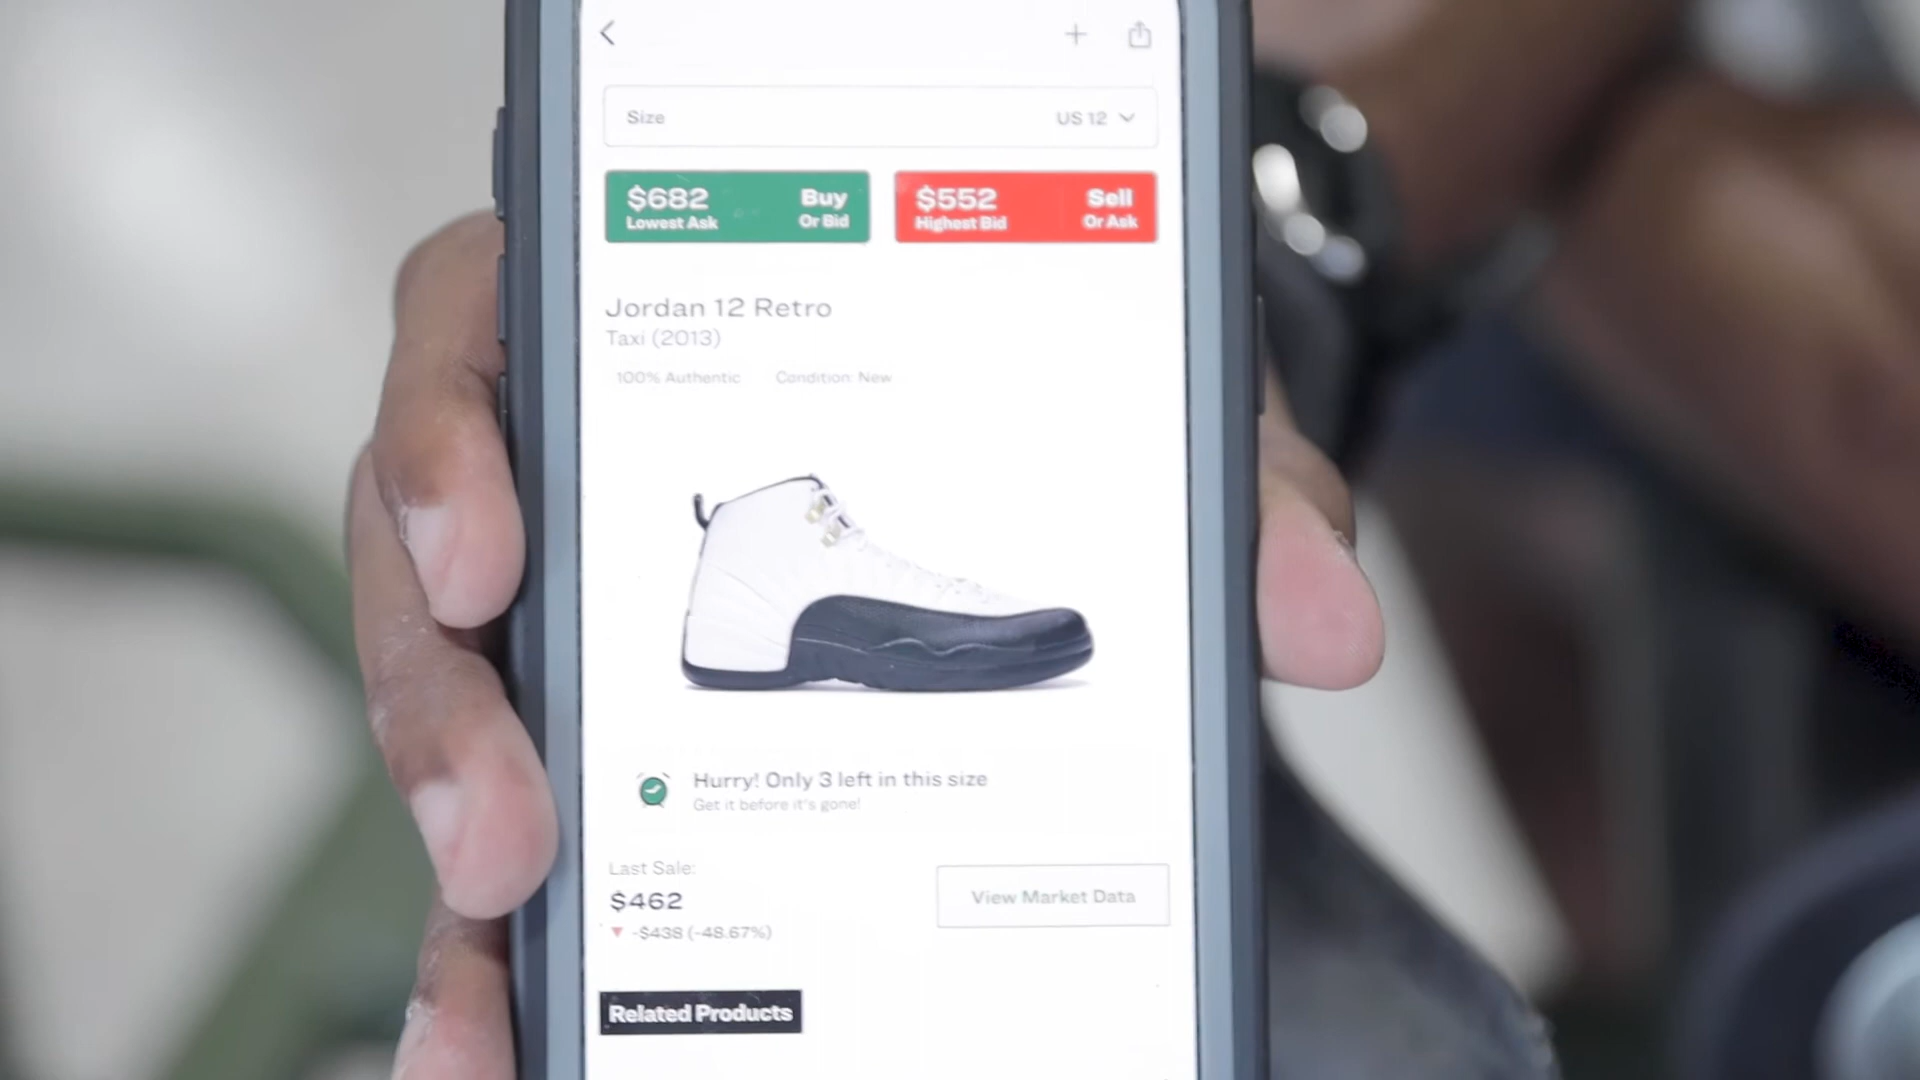 Size US 12
$682 Buy
Lowest Ask Or Bid
$552 Sell
Highest Bid Or Ask
Jordan 12 Retro
Taxi (2013)
100% Authentic Condition: New
Hurry! Only 3 left in this size
Get it before it's gone!
Last Sale:
$462
-$438 (-48.67%)
View Market Data
Related Products